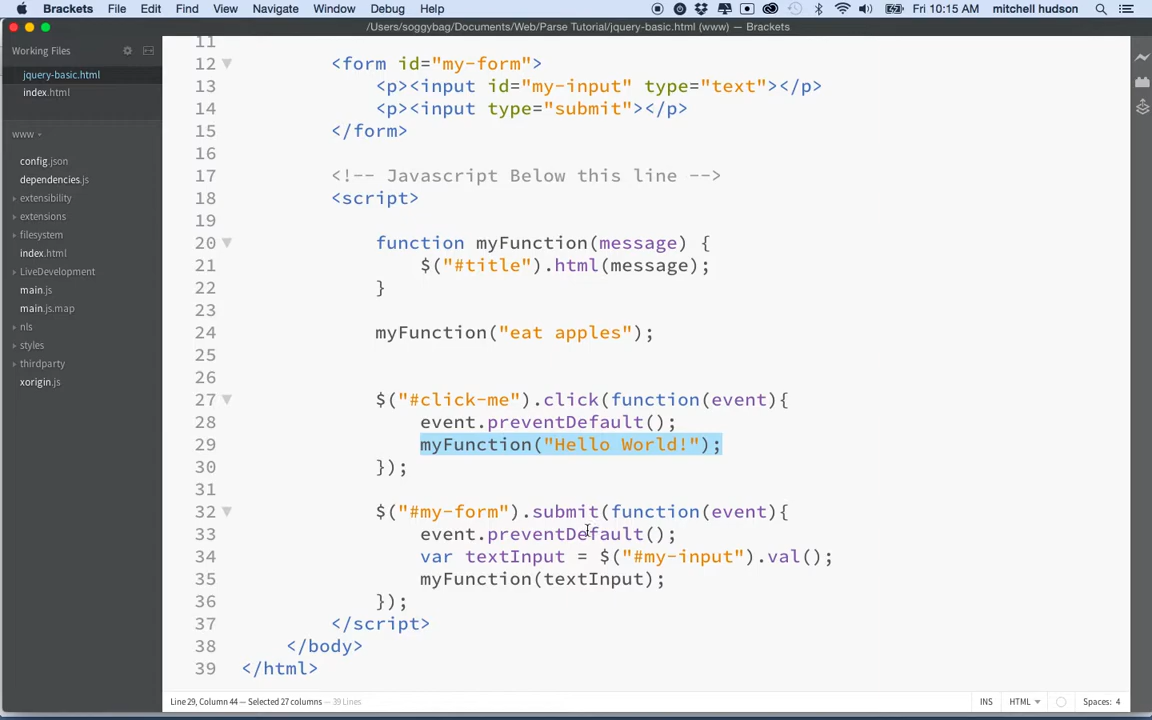 Brackets File Edit Find View Navigate Window Debug Help Fri 10:15 AM mitchell hudson
/Users/soggybag/Documents/Web/Parse Tutorial/jquery-basic.html (www) — Brackets
Working Files
jquery-basic.html
index.html
www
config.json
dependencies.js
extensibility
extensions
filesystem
index.html
LiveDevelopment
main.js
main.js.map
nls
styles
thirdparty
xorigin.js
11
12 <form id="my-form">
13 <p><input id="my-input" type="text"></p>
14 <p><input type="submit"></p>
15 </form>
16
17 <!-- Javascript Below this line -->
18 <script>
19
20 function myFunction(message) {
21 $("#title").html(message);
22 }
23
24 myFunction("eat apples");
25
26
27 $("#click-me").click(function(event){
28 event.preventDefault();
29 myFunction("Hello World!");
30 });
31
32 $("#my-form").submit(function(event){
33 event.preventDefault();
34 var textInput = $("#my-input").val();
35 myFunction(textInput);
36 });
37 </script>
38 </body>
39 </html>
Line 29, Column 44 — Selected 27 columns — 39 Lines INS HTML Spaces: 4